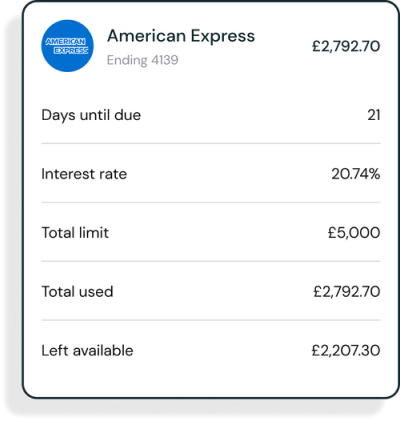 AMERICAN
EXPRESS
American Express
£2,792.70
Ending 4139
Days until due
21
Interest rate
20.74%
Total limit
£5,000
Total used
£2,792.70
Left available
£2,207.30